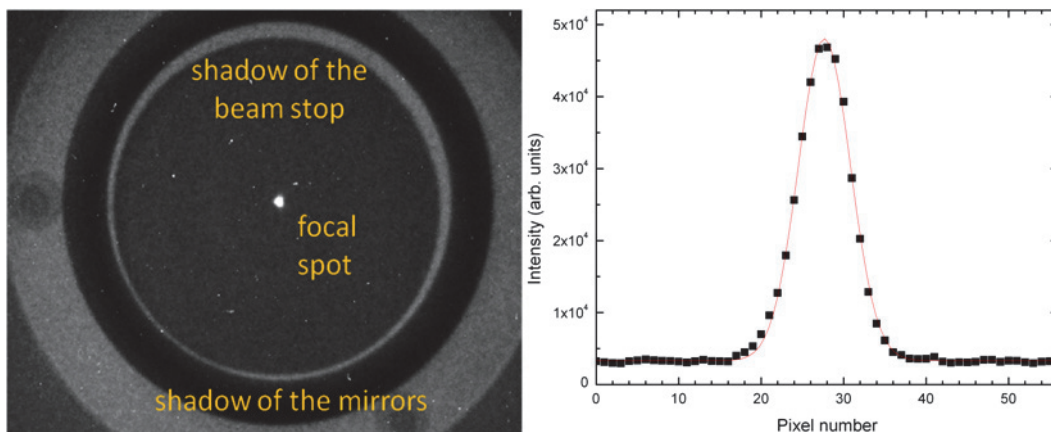 shadow of the
beam stop
focal
spot
shadow of the mirrors
Intensity (arb. units)
5x10⁴
4x10⁴
3x10⁴
2x10⁴
1x10⁴
0
0 10 20 30 40 50
Pixel number